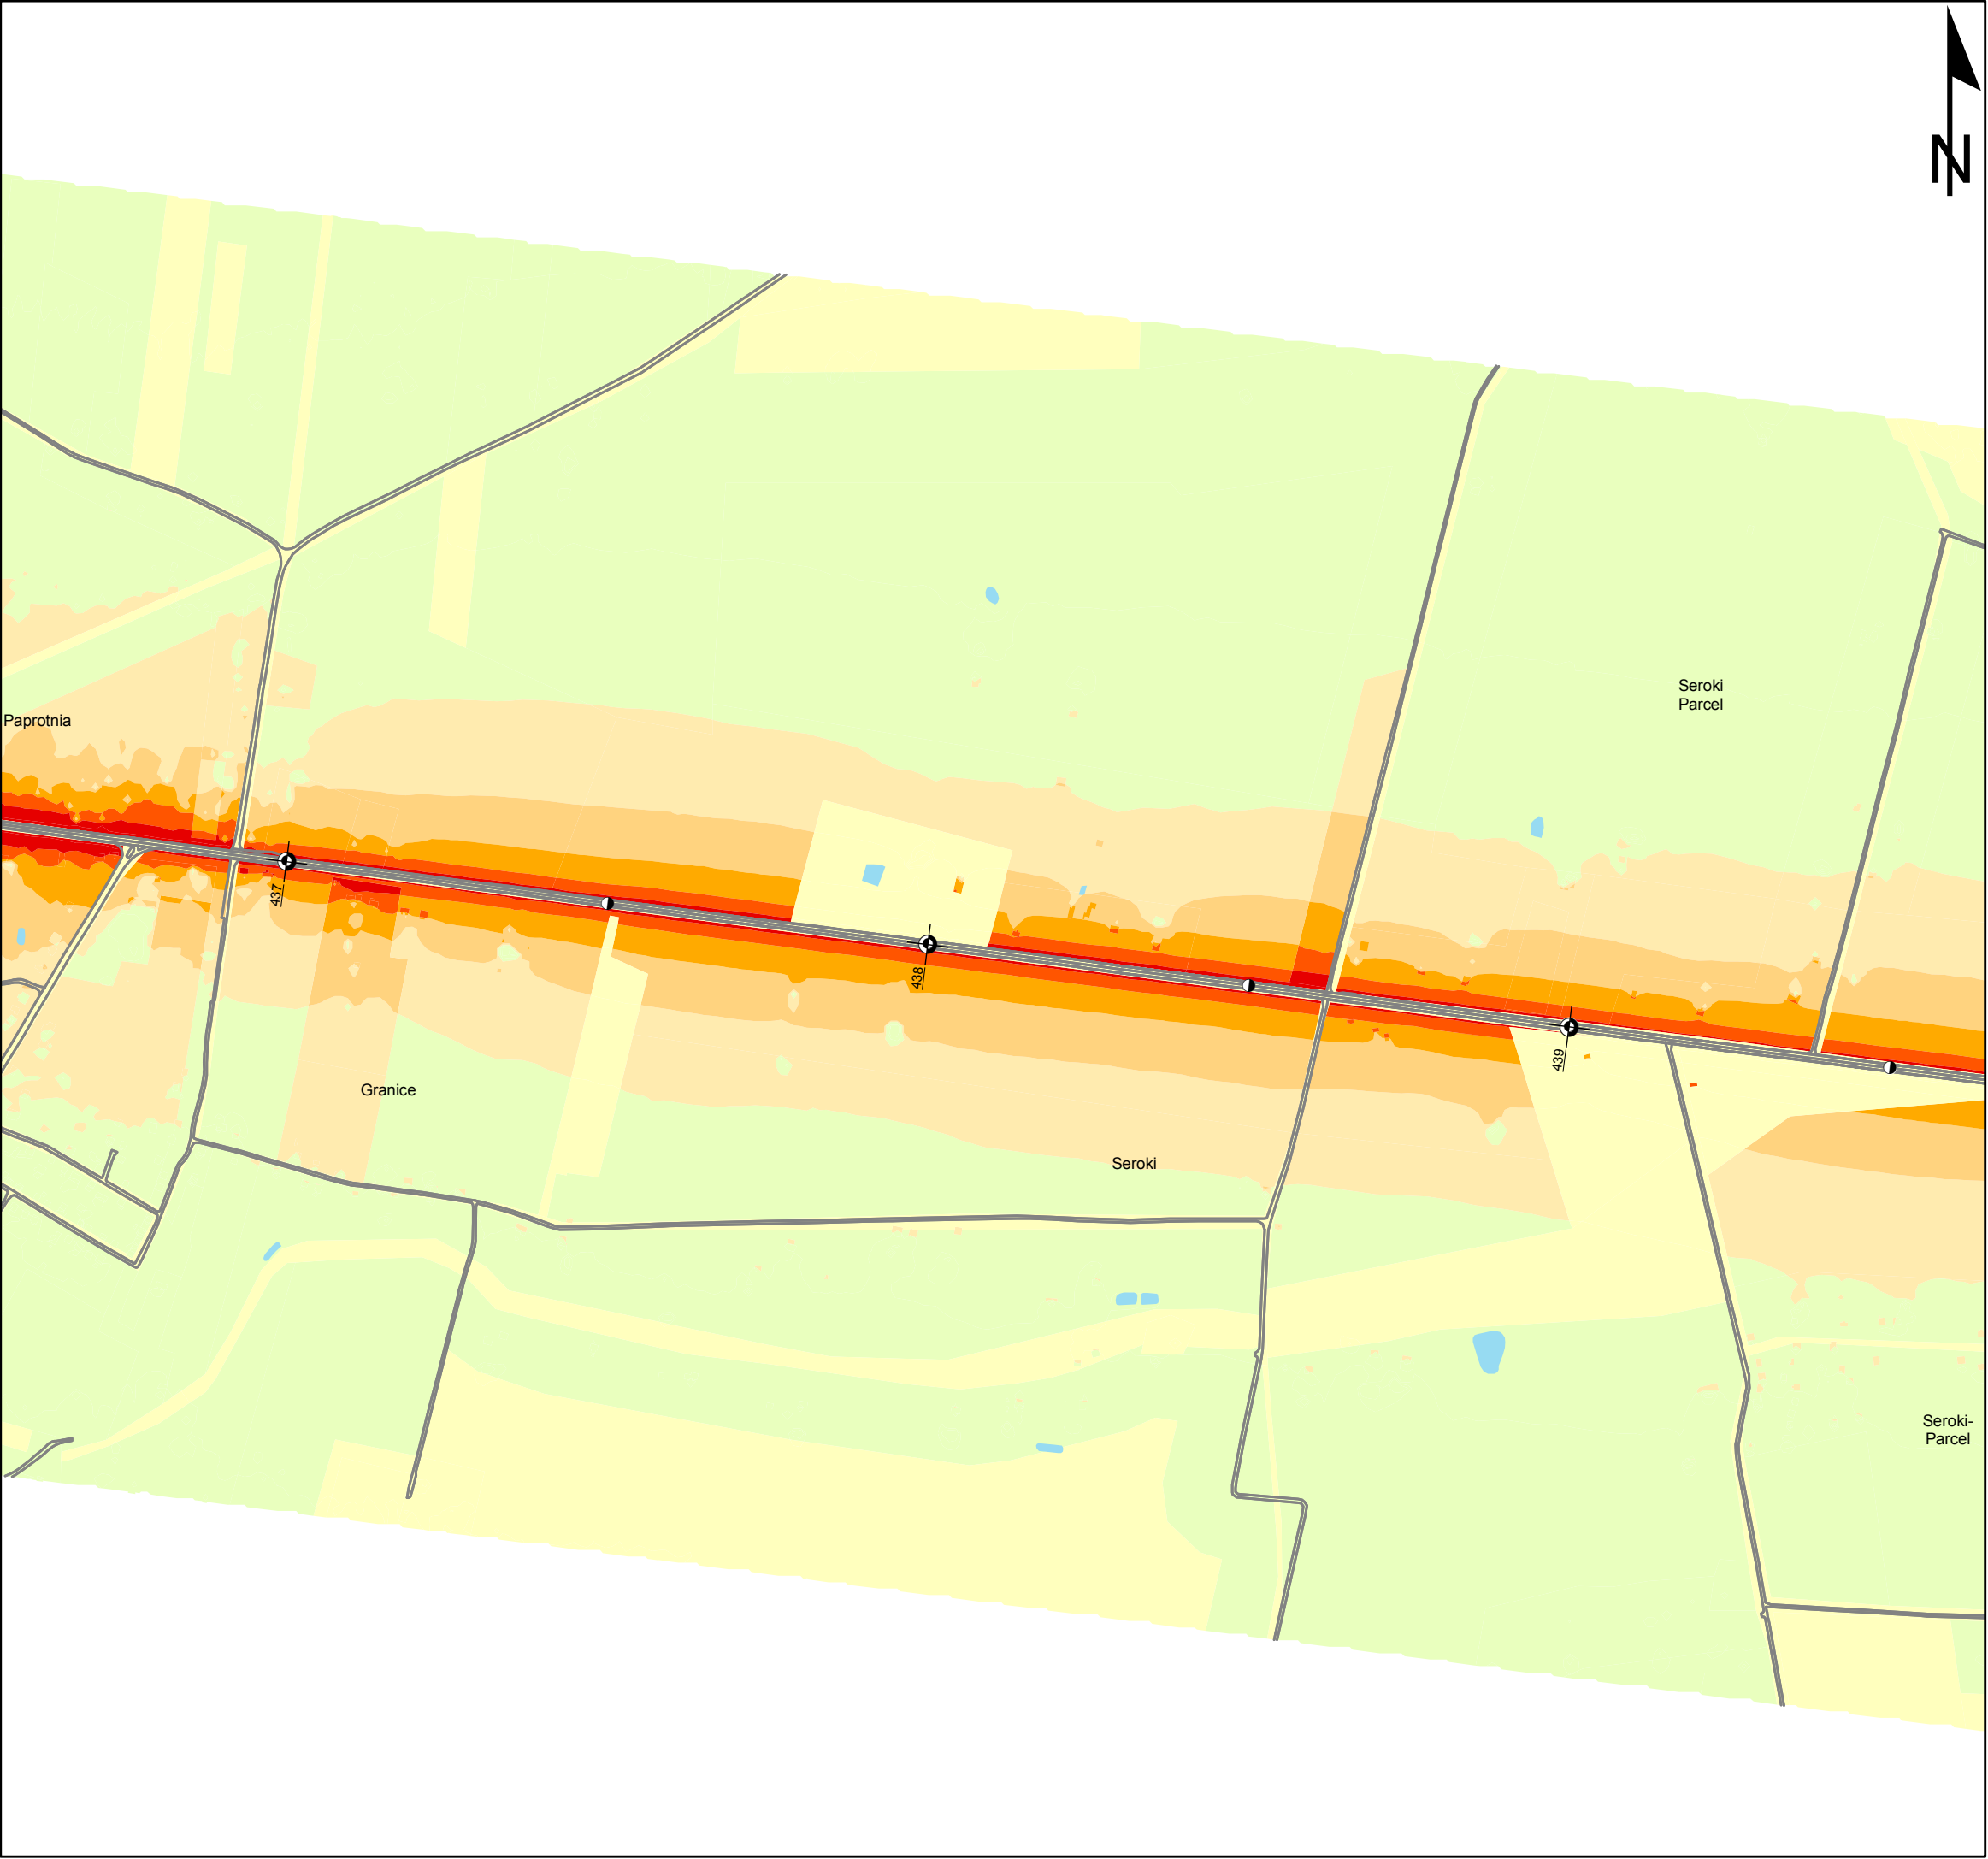 N
Seroki
Parcel
Paprotnia
437
438
439
Granice
Seroki
Seroki-
Parcel